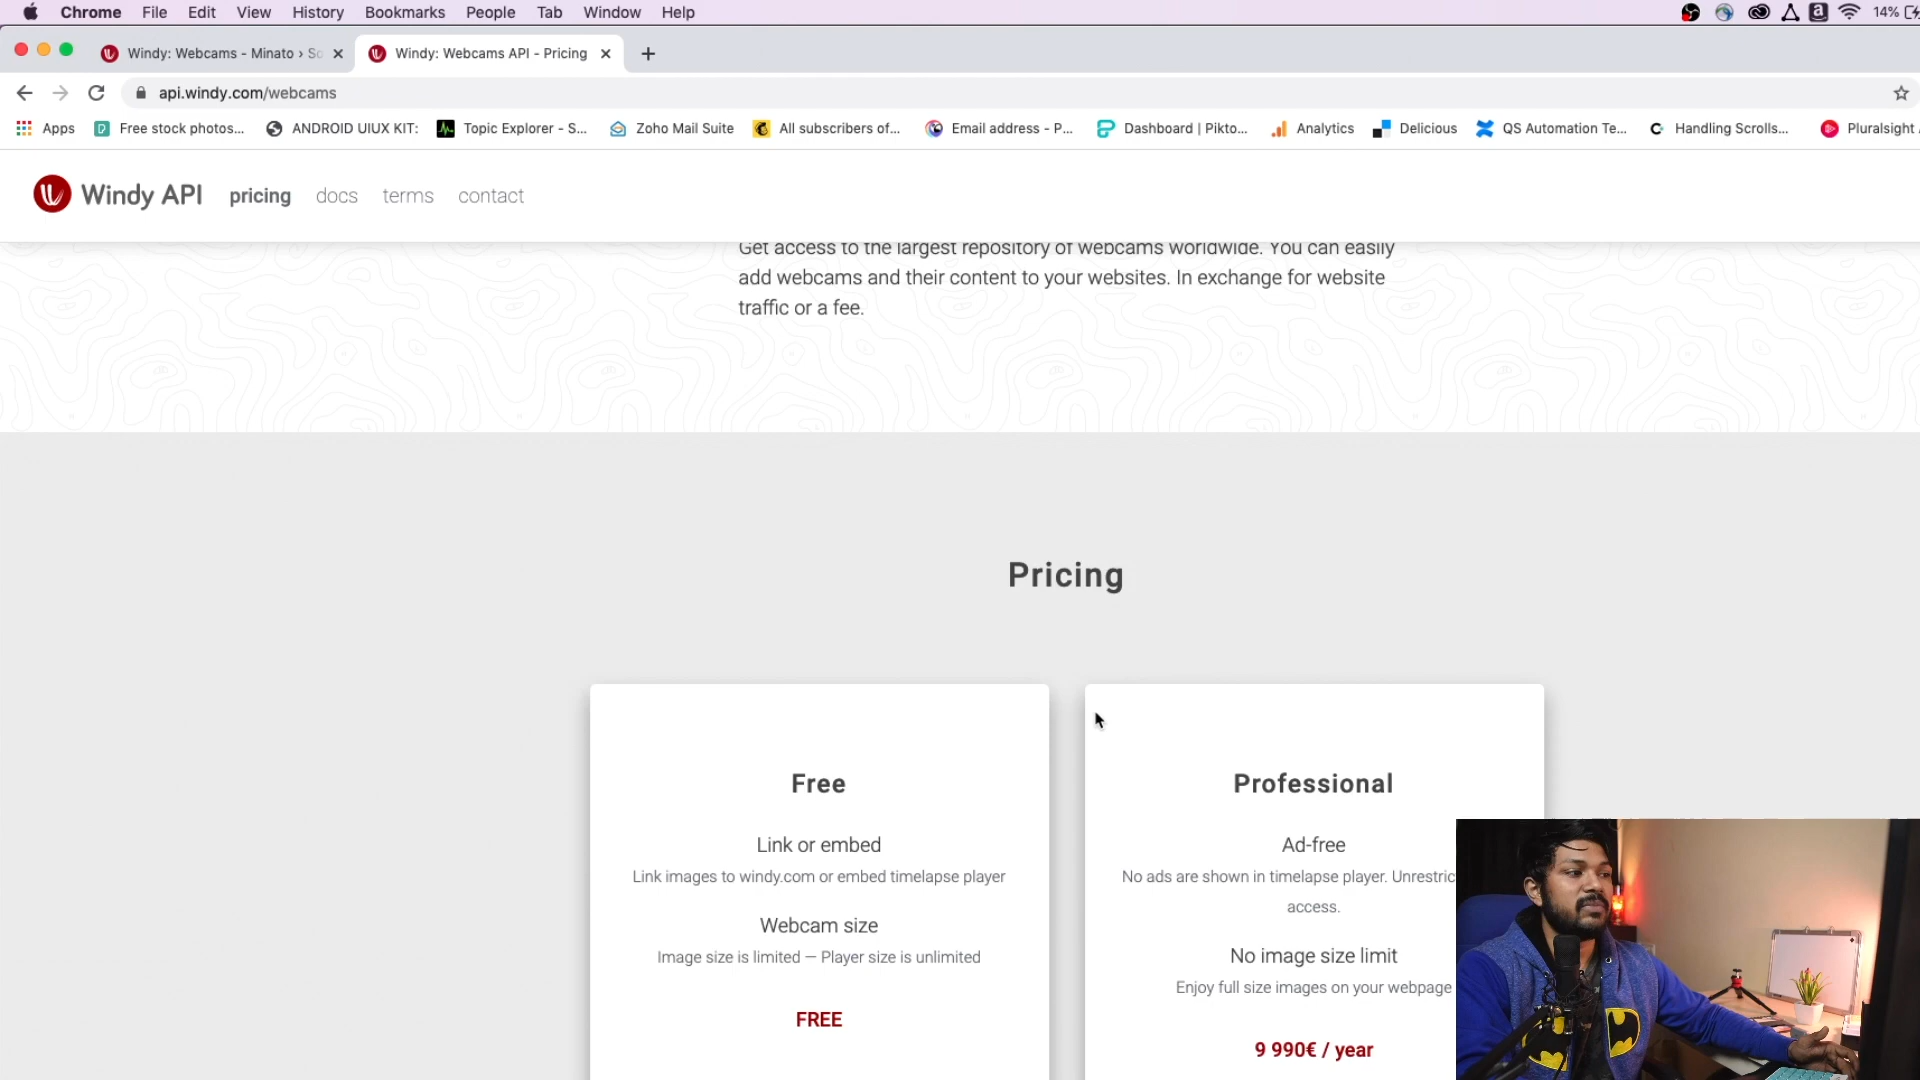 Chrome File Edit View History Bookmarks People Tab Window Help 14%
Windy: Webcams - Minato › Sc Windy: Webcams API - Pricing
api.windy.com/webcams
Apps Free stock photos... ANDROID UIUX KIT: Topic Explorer - S... Zoho Mail Suite All subscribers of... Email address - P... Dashboard | Pikto... Analytics Delicious QS Automation Te... Handling Scrolls... Pluralsight
Windy API pricing docs terms contact
Get access to the largest repository of webcams worldwide. You can easily
add webcams and their content to your websites. In exchange for website
traffic or a fee.
Pricing
Free
Link or embed
Link images to windy.com or embed timelapse player
Webcam size
Image size is limited — Player size is unlimited
FREE
Professional
Ad-free
No ads are shown in timelapse player. Unrestric
access.
No image size limit
Enjoy full size images on your webpage
9 990€ / year